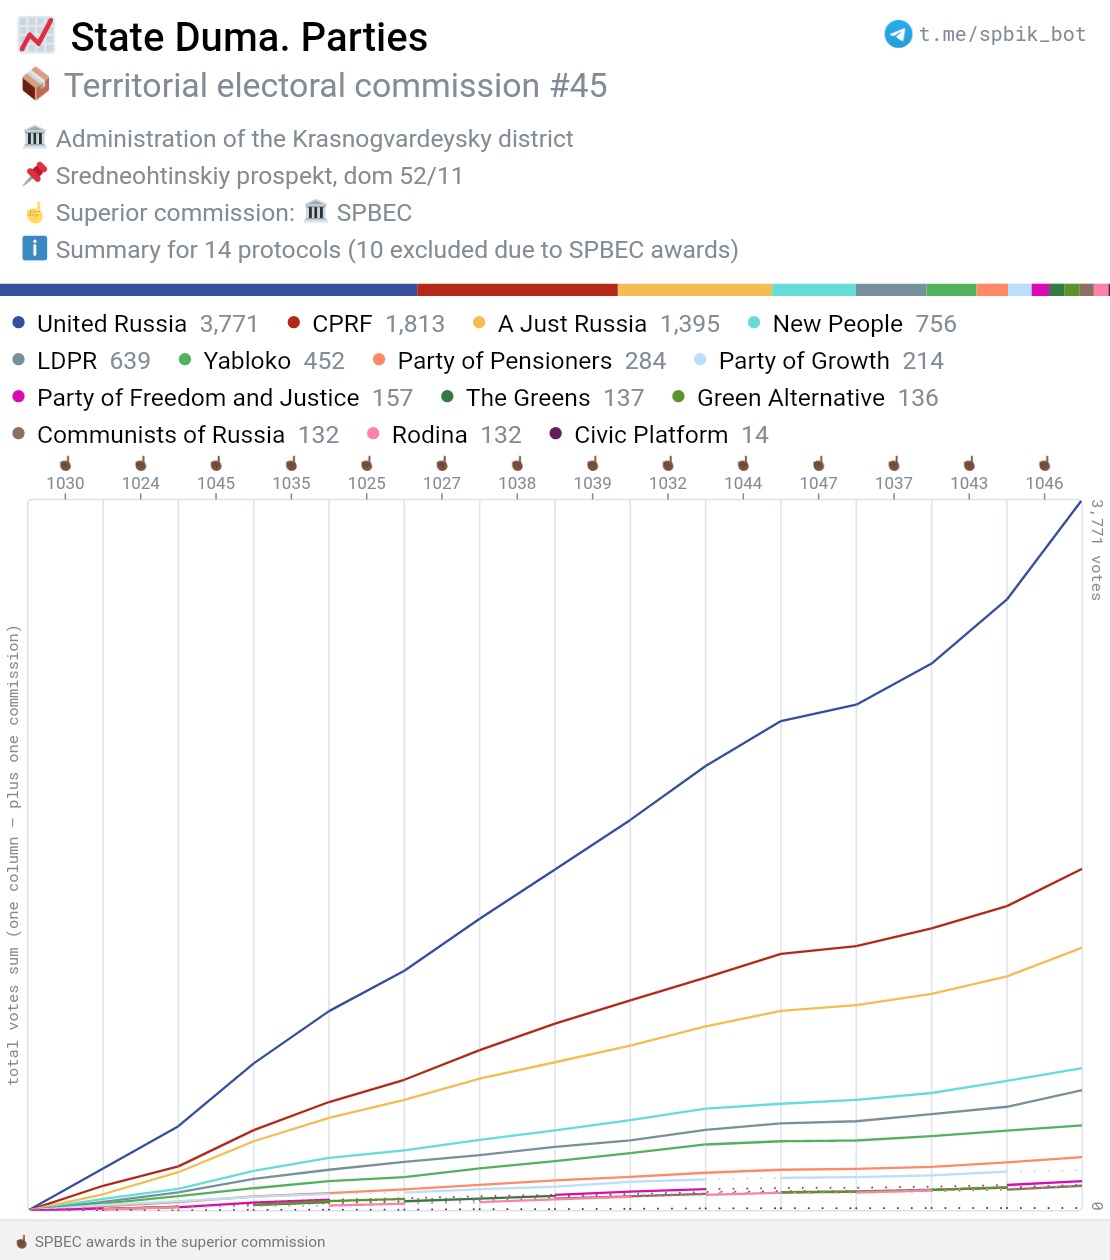 State Duma. Parties
t.me/spbik_bot
Territorial electoral commission #45
Administration of the Krasnogvardeysky district
Sredneohtinskiy prospekt, dom 52/11
Superior commission: SPBEC
Summary for 14 protocols (10 excluded due to SPBEC awards)
United Russia 3,771 CPRF 1,813 A Just Russia 1,395 New People 756
LDPR 639 Yabloko 452 Party of Pensioners 284 Party of Growth 214
Party of Freedom and Justice 157 The Greens 137 Green Alternative 136
Communists of Russia 132 Rodina 132 Civic Platform 14
1030 1024 1045 1035 1025 1027 1038 1039 1032 1044 1047 1037 1043 1046
3,771 votes
total votes sum (one column — plus one commission)
0
SPBEC awards in the superior commission